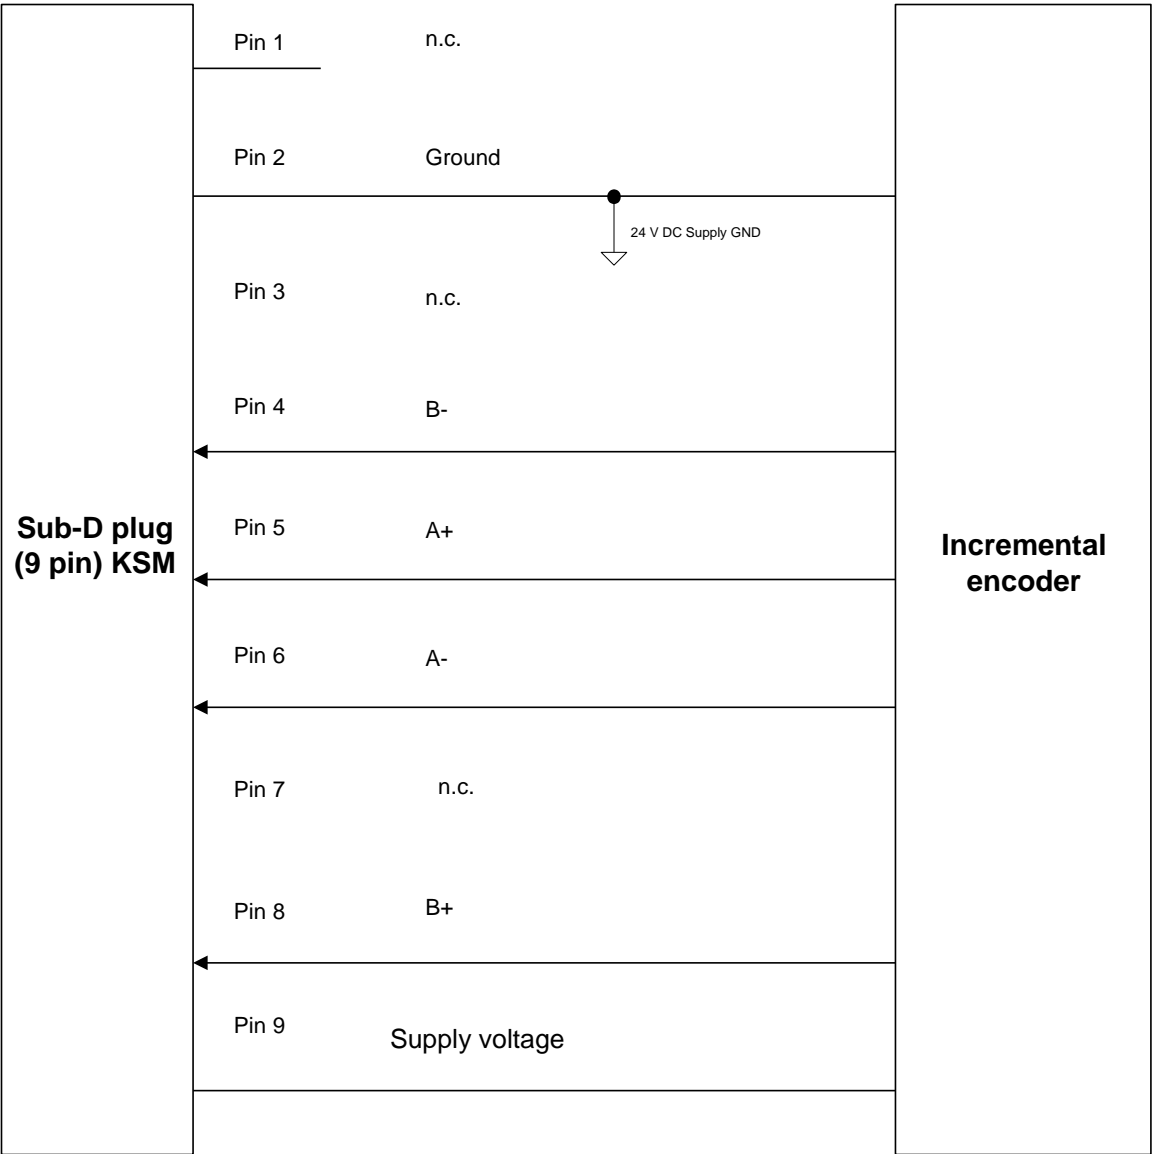 Pin 1
n.c.
Pin 2
Ground
24 V DC Supply GND
Pin 3
n.c.
Pin 4
B-
Sub-D plug
(9 pin) KSM
Pin 5
A+
Incremental
encoder
Pin 6
A-
Pin 7
n.c.
Pin 8
B+
Pin 9
Supply voltage